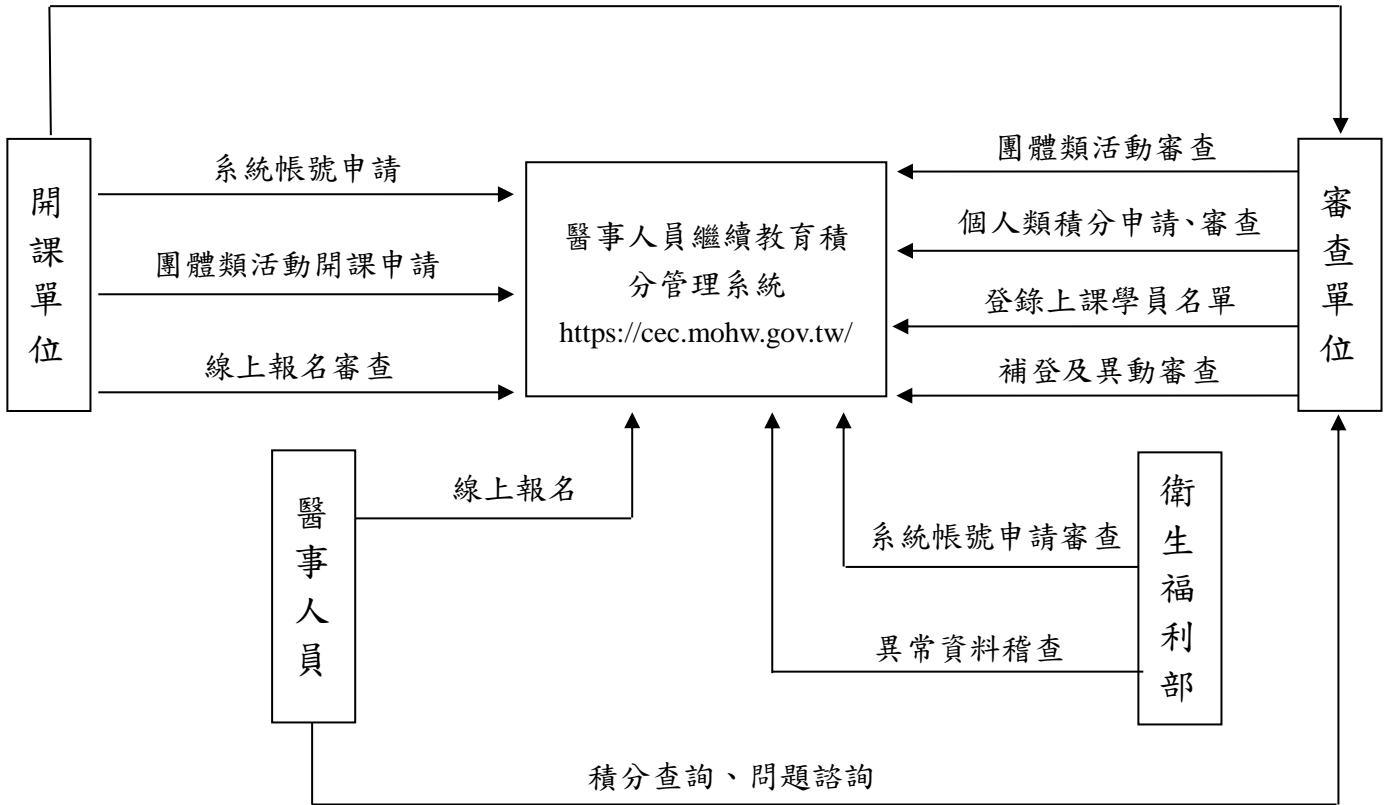 開課單位
系統帳號申請
團體類活動開課申請
線上報名審查
醫事人員繼續教育積
分管理系統
https://cec.mohw.gov.tw/
團體類活動審查
個人類積分申請、審查
登錄上課學員名單
補登及異動審查
審查單位
醫事人員
線上報名
系統帳號申請審查
異常資料稽查
衛生福利部
積分查詢、問題諮詢